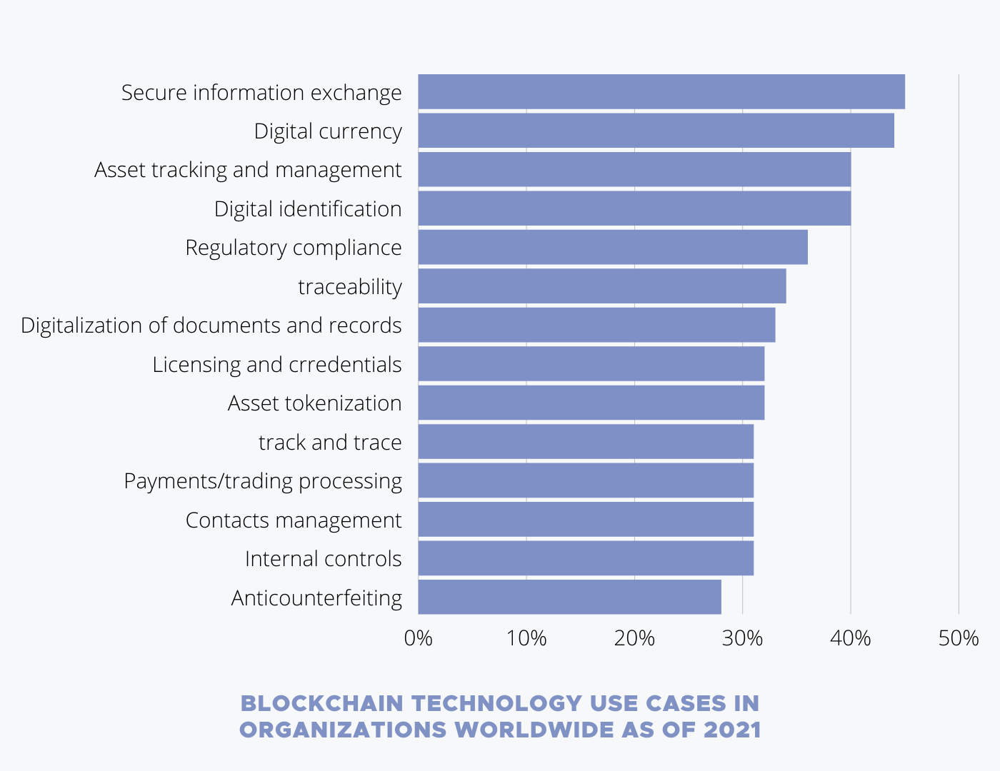 Secure information exchange
Digital currency
Asset tracking and management
Digital identification
Regulatory compliance
traceability
Digitalization of documents and records
Licensing and crredentials
Asset tokenization
track and trace
Payments/trading processing
Contacts management
Internal controls
Anticounterfeiting
0% 10% 20% 30% 40% 50%
BLOCKCHAIN TECHNOLOGY USE CASES IN
ORGANIZATIONS WORLDWIDE AS OF 2021